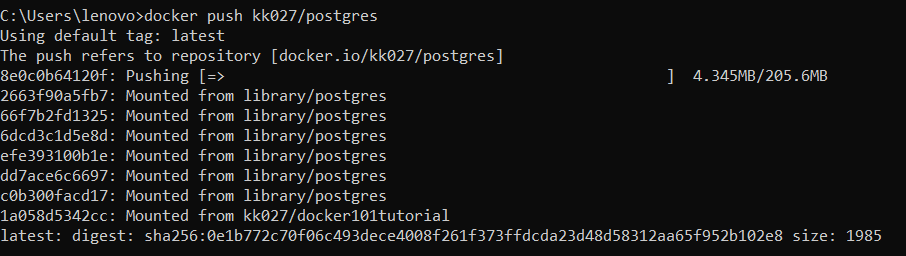 C:\Users\lenovo>docker push kk027/postgres
Using default tag: latest
The push refers to repository [docker.io/kk027/postgres]
8e0c0b64120f: Pushing [=> ] 4.345MB/205.6MB
2663f90a5fb7: Mounted from library/postgres
66f7b2fd1325: Mounted from library/postgres
6dcd3c1d5e8d: Mounted from library/postgres
efe393100b1e: Mounted from library/postgres
dd7ace6c6697: Mounted from library/postgres
c0b300facd17: Mounted from library/postgres
1a058d5342cc: Mounted from kk027/docker101tutorial
latest: digest: sha256:0e1b772c70f06c493dece4008f261f373ffdcda23d48d58312aa65f952b102e8 size: 1985